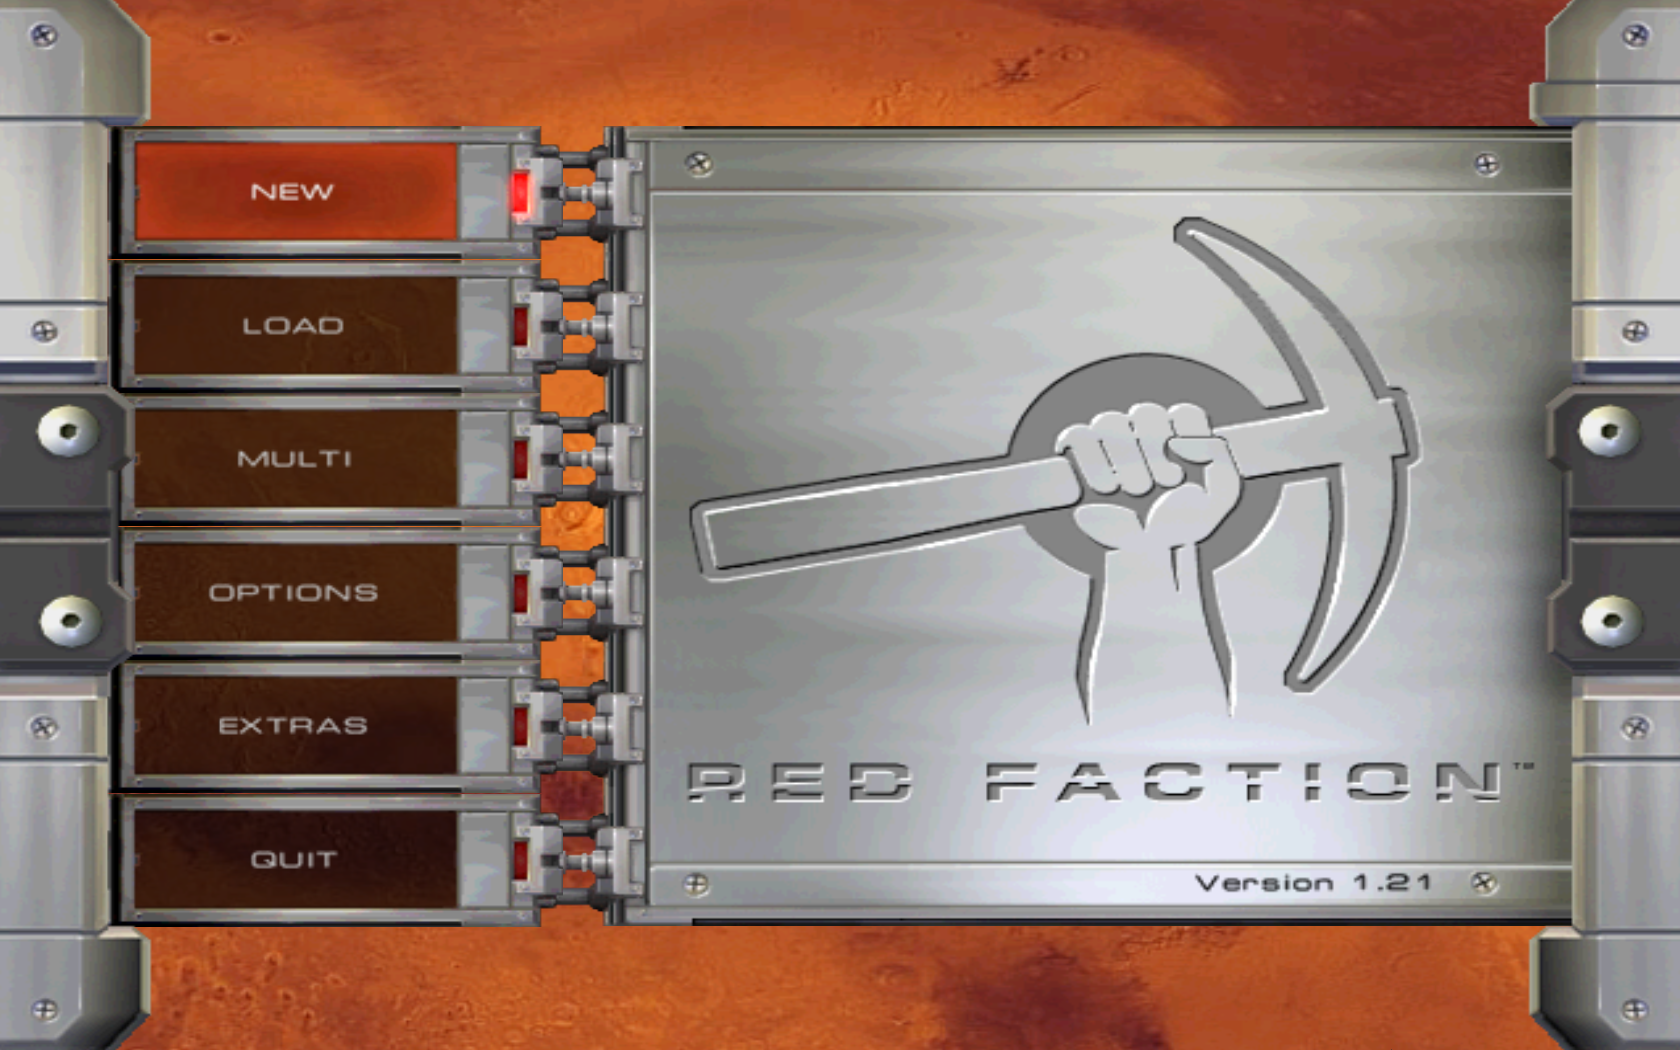 NEW
LOAD
MULTI
OPTIONS
EXTRAS
QUIT
RED FACTION™
Version 1.21